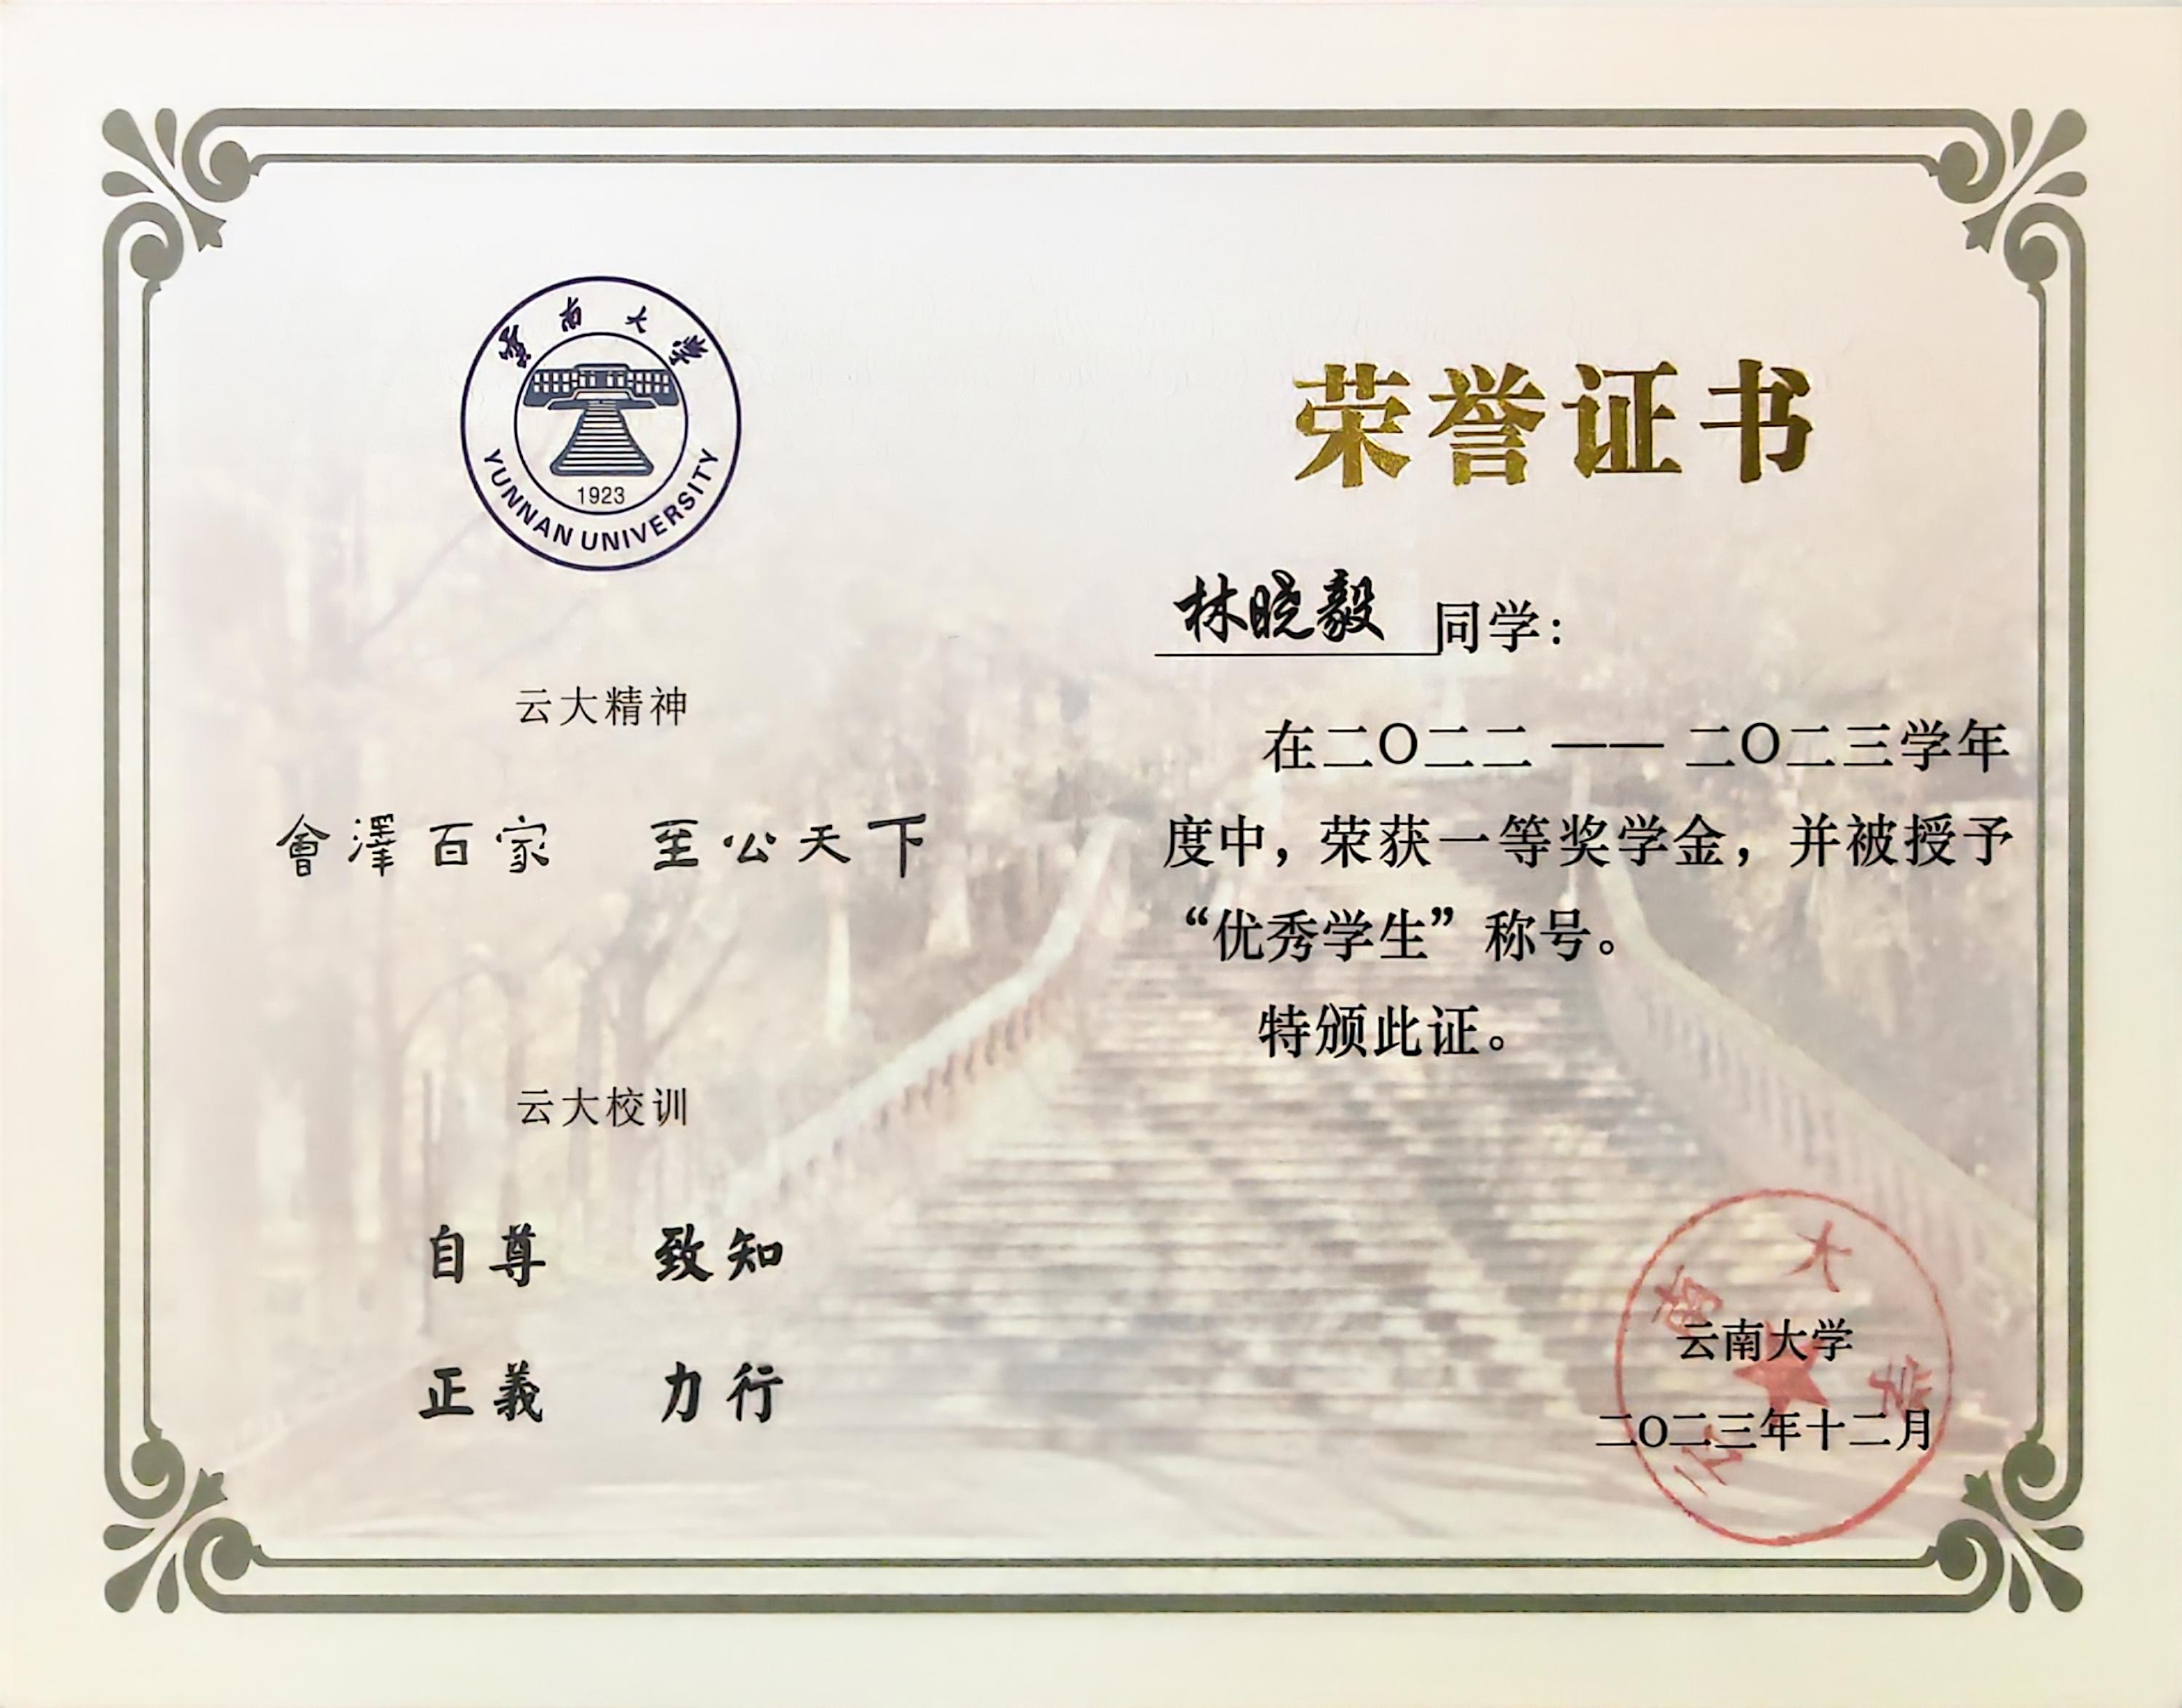 雲南大學
1923
YUNNAN UNIVERSITY
云大精神
會澤百家 至公天下
云大校训
自尊 致知
正義 力行
荣誉证书
林晓毅 同学：
在二〇二二 —— 二〇二三学年
度中，荣获一等奖学金，并被授予
“优秀学生”称号。
特颁此证。
云南大学
二〇二三年十二月
云南大学